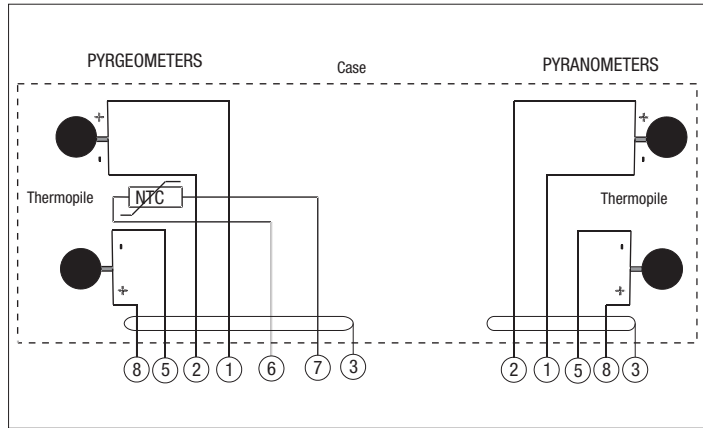 PYRGEOMETERS
Case
PYRANOMETERS
+
-
+
-
Thermopile
NTC
Thermopile
-
+
-
+
8 5 2 1 6 7 3
2 1 5 8 3